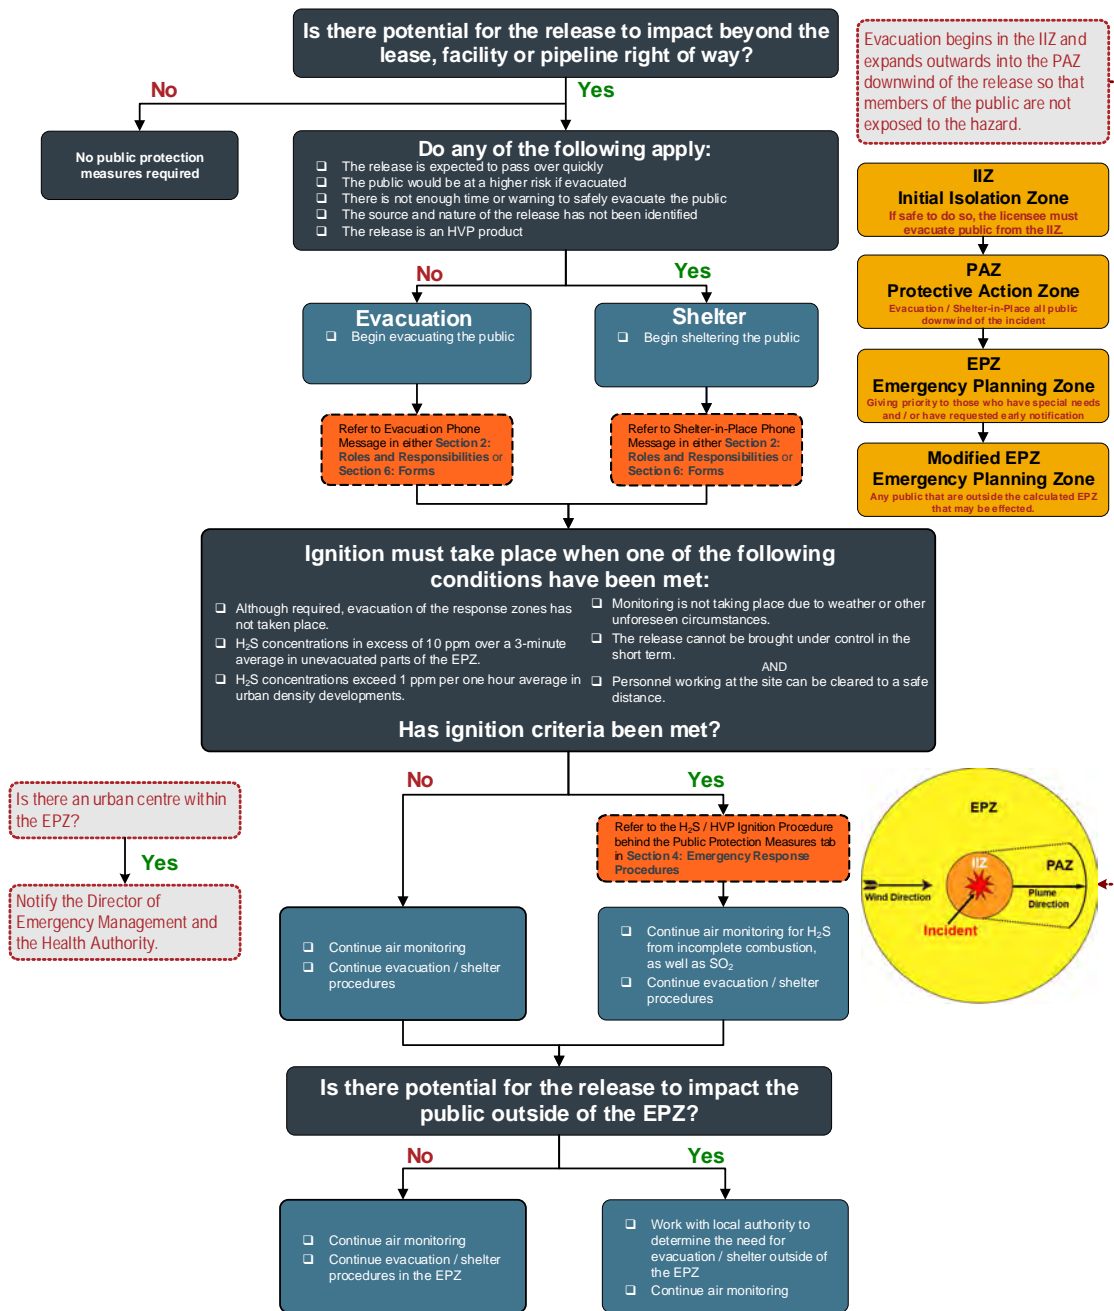 Is there potential for the release to impact beyond the
lease, facility or pipeline right of way?
No
Yes
No public protection
measures required
Do any of the following apply:
❑ The release is expected to pass over quickly
❑ The public would be at a higher risk if evacuated
❑ There is not enough time or warning to safely evacuate the public
❑ The source and nature of the release has not been identified
❑ The release is an HVP product
No
Yes
Evacuation
❑ Begin evacuating the public
Shelter
❑ Begin sheltering the public
Refer to Evacuation Phone
Message in either Section 2:
Roles and Responsibilities or
Section 6: Forms
Refer to Shelter-in-Place Phone
Message in either Section 2:
Roles and Responsibilities or
Section 6: Forms
Evacuation begins in the IIZ and
expands outwards into the PAZ
downwind of the release so that
members of the public are not
exposed to the hazard.
IIZ
Initial Isolation Zone
If safe to do so, the licensee must
evacuate public from the IIZ.
PAZ
Protective Action Zone
Evacuation / Shelter-in-Place all public
downwind of the incident
EPZ
Emergency Planning Zone
Giving priority to those who have special needs
and / or have requested early notification
Modified EPZ
Emergency Planning Zone
Any public that are outside the calculated EPZ
that may be effected.
Ignition must take place when one of the following
conditions have been met:
❑ Although required, evacuation of the response zones has
not taken place.
❑ H₂S concentrations in excess of 10 ppm over a 3-minute
average in unevacuated parts of the EPZ.
❑ H₂S concentrations exceed 1 ppm per one hour average in
urban density developments.
❑ Monitoring is not taking place due to weather or other
unforeseen circumstances.
❑ The release cannot be brought under control in the
short term.
AND
❑ Personnel working at the site can be cleared to a safe
distance.
Has ignition criteria been met?
No
Yes
Is there an urban centre within
the EPZ?
Yes
Notify the Director of
Emergency Management and
the Health Authority.
Refer to the H₂S / HVP Ignition Procedure
behind the Public Protection Measures tab
in Section 4: Emergency Response
Procedures
❑ Continue air monitoring
❑ Continue evacuation / shelter
procedures
❑ Continue air monitoring for H₂S
from incomplete combustion,
as well as SO₂
❑ Continue evacuation / shelter
procedures
EPZ
IIZ
PAZ
Wind Direction
Plume
Direction
Incident
Is there potential for the release to impact the
public outside of the EPZ?
No
Yes
❑ Continue air monitoring
❑ Continue evacuation / shelter
procedures in the EPZ
❑ Work with local authority to
determine the need for
evacuation / shelter outside of
the EPZ
❑ Continue air monitoring